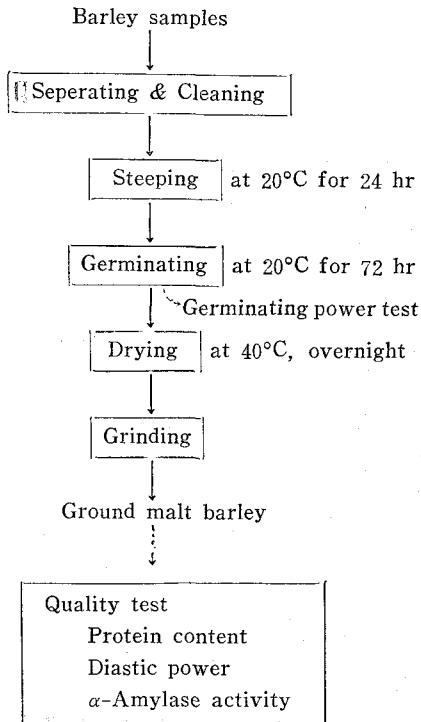 Barley samples
Seperating & Cleaning
Steeping at 20°C for 24 hr
Germinating at 20°C for 72 hr
Germinating power test
Drying at 40°C, overnight
Grinding
Ground malt barley
Quality test
Protein content
Diastic power
α-Amylase activity